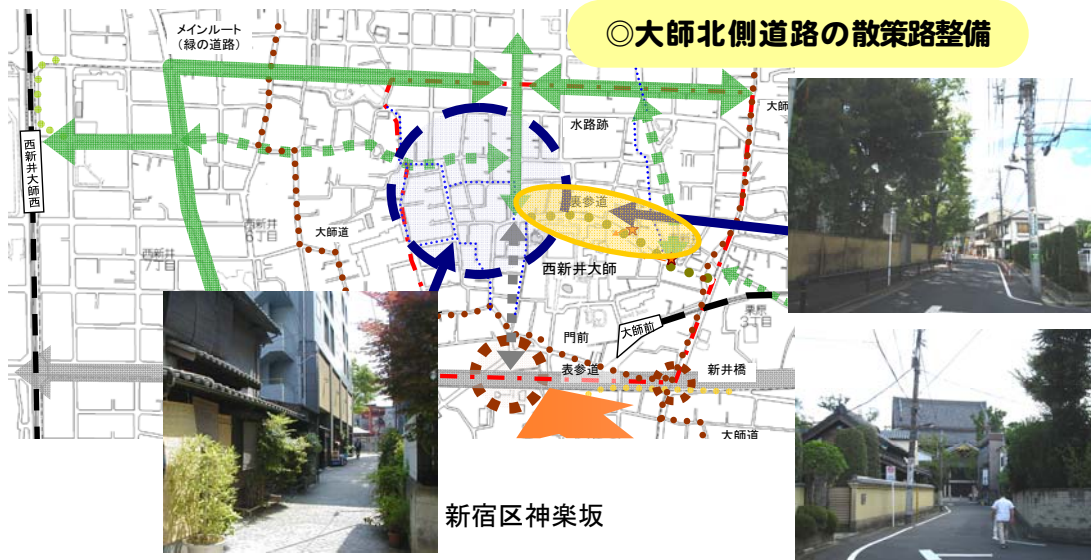 ◎大師北側道路の散策路整備
メインルート
(緑の道路)
大師
水路跡
西新井大師西
表参道
大師道
西新井
6丁目
西新井
7丁目
西新井大師
大師前
栗原
3丁目
門前
表参道
新井橋
大師道
新宿区神楽坂